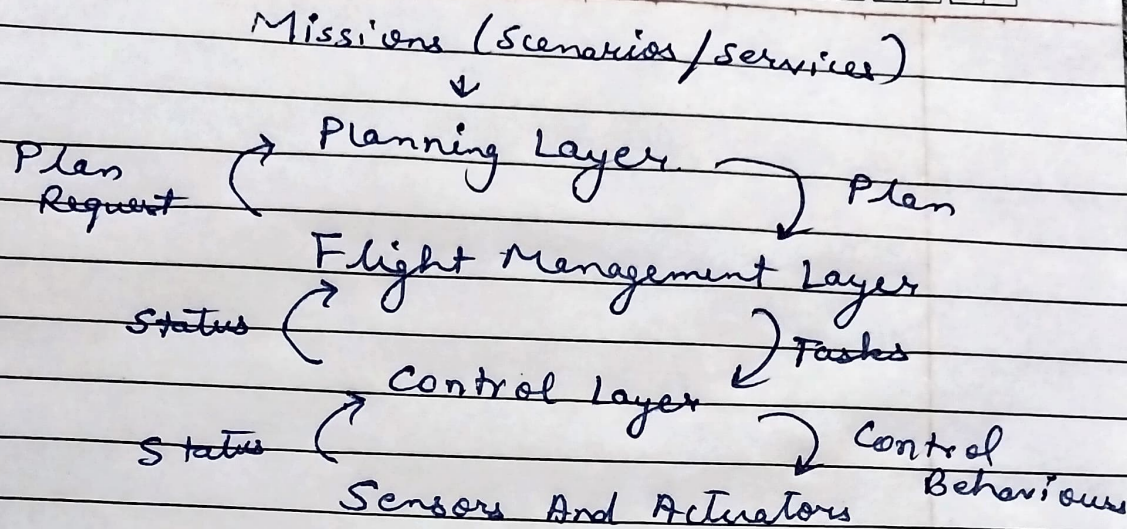 Missions (Scenarios/Services)
Planning Layer
Plan
Request
Plan
Flight Management Layer
Status
Tasks
Control Layer
Status
Control
Behaviours
Sensors And Actuators